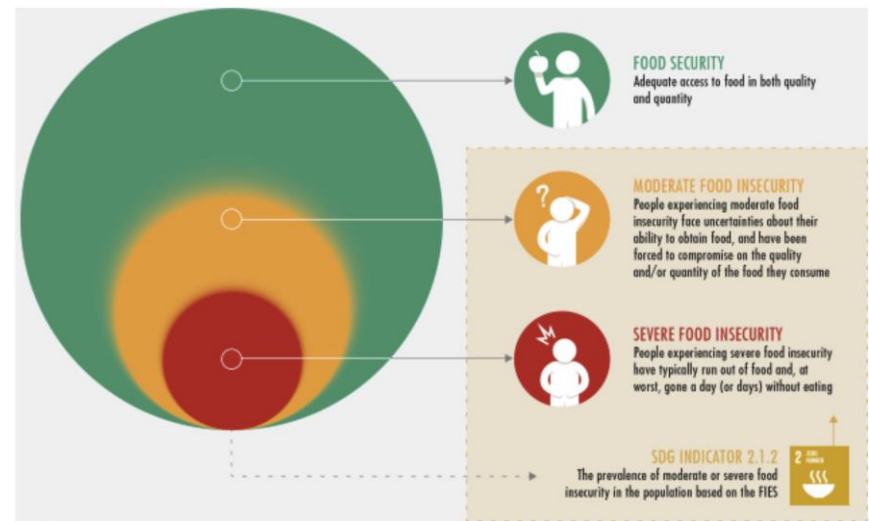 FOOD SECURITY
Adequate access to food in both quality
and quantity
?
MODERATE FOOD INSECURITY
People experiencing moderate food
insecurity face uncertainties about their
ability to obtain food, and have been
forced to compromise on the quality
and/or quantity of the food they consume
SEVERE FOOD INSECURITY
People experiencing severe food insecurity
have typically run out of food and, at
worst, gone a day (or days) without eating
SDG INDICATOR 2.1.2
The prevalence of moderate or severe food
insecurity in the population based on the FIES
2 ZERO
HUNGER